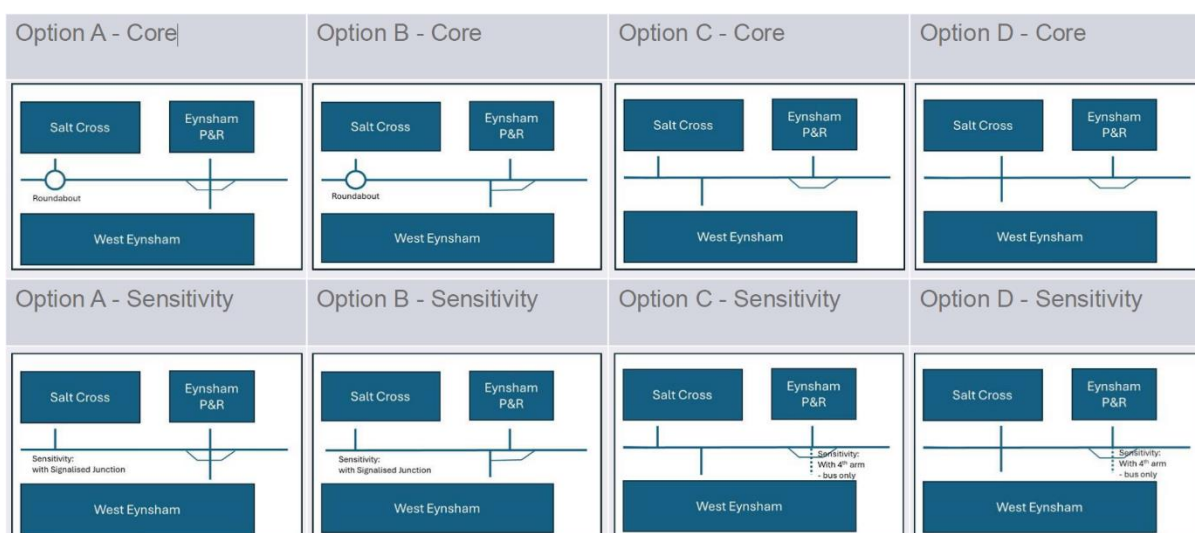 Option A - Core
Option B - Core
Option C - Core
Option D - Core
Salt Cross
Eynsham
P&R
Roundabout
West Eynsham
Salt Cross
Eynsham
P&R
Roundabout
West Eynsham
Salt Cross
Eynsham
P&R
West Eynsham
Salt Cross
Eynsham
P&R
West Eynsham
Option A - Sensitivity
Option B - Sensitivity
Option C - Sensitivity
Option D - Sensitivity
Salt Cross
Eynsham
P&R
Sensitivity:
with Signalised Junction
West Eynsham
Salt Cross
Eynsham
P&R
Sensitivity:
with Signalised Junction
West Eynsham
Salt Cross
Eynsham
P&R
Sensitivity:
With 4th arm
- bus only
West Eynsham
Salt Cross
Eynsham
P&R
Sensitivity:
With 4th arm
- bus only
West Eynsham